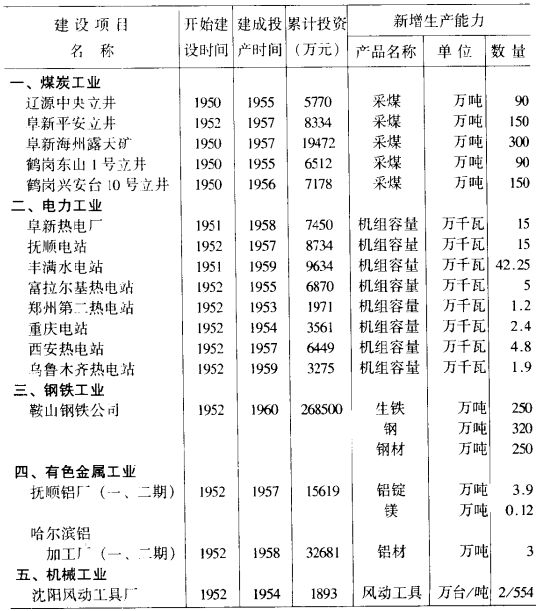 建设项目 开始建 建成投 累计投资 新增生产能力
名 称 设时间 产时间 (万元) 产品名称 单 位 数 量
一、煤炭工业
辽源中央立井 1950 1955 5770 采煤 万吨 90
阜新平安立井 1952 1957 8334 采煤 万吨 150
阜新海州露天矿 1950 1957 19472 采煤 万吨 300
鹤岗东山1号立井 1950 1955 6512 采煤 万吨 90
鹤岗兴安台10号立井 1950 1956 7178 采煤 万吨 150
二、电力工业
阜新热电厂 1951 1958 7450 机组容量 万千瓦 15
抚顺电站 1952 1957 8734 机组容量 万千瓦 15
丰满水电站 1951 1959 9634 机组容量 万千瓦 42.25
富拉尔基热电站 1952 1955 6870 机组容量 万千瓦 5
郑州第二热电站 1952 1953 1971 机组容量 万千瓦 1.2
重庆电站 1952 1954 3561 机组容量 万千瓦 2.4
西安热电站 1952 1957 6449 机组容量 万千瓦 4.8
乌鲁木齐热电站 1952 1959 3275 机组容量 万千瓦 1.9
三、钢铁工业
鞍山钢铁公司 1952 1960 268500 生铁 万吨 250
钢 万吨 320
钢材 万吨 250
四、有色金属工业
抚顺铝厂(一、二期) 1952 1957 15619 铝锭 万吨 3.9
镁 万吨 0.12
哈尔滨铝
加工厂(一、二期) 1952 1958 32681 铝材 万吨 3
五、机械工业
沈阳风动工具厂 1952 1954 1893 风动工具 万台/吨 2/554